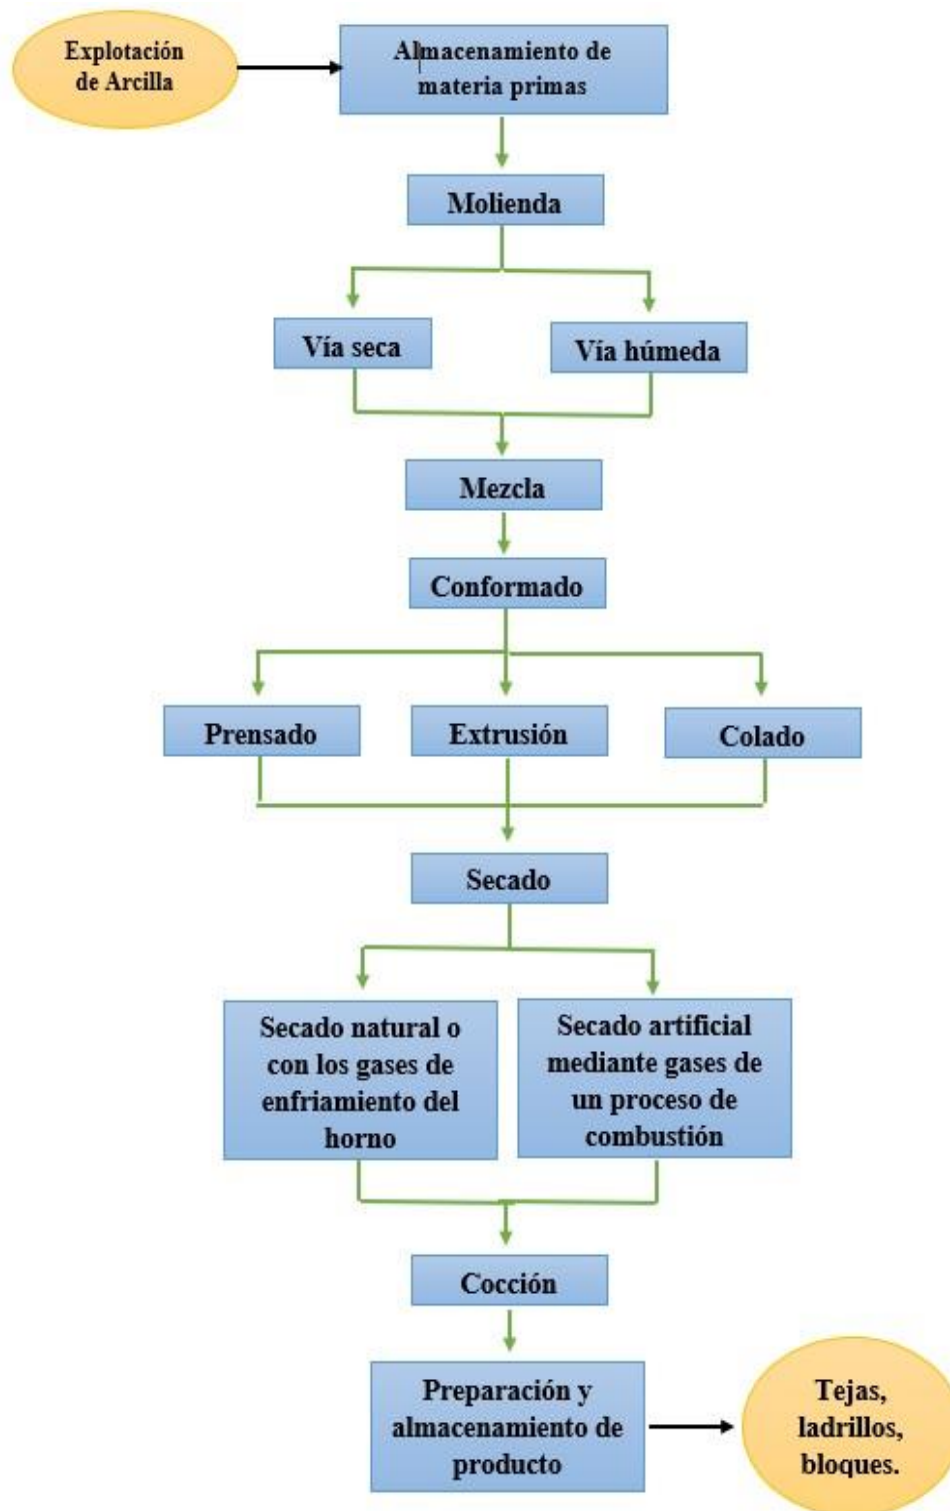 Explotación
de Arcilla
Almacenamiento de
materia primas
Molienda
Vía seca
Vía húmeda
Mezcla
Conformado
Prensado
Extrusión
Colado
Secado
Secado natural o
con los gases de
enfriamiento del
horno
Secado artificial
mediante gases de
un proceso de
combustión
Cocción
Preparación y
almacenamiento de
producto
Tejas,
ladrillos,
bloques.